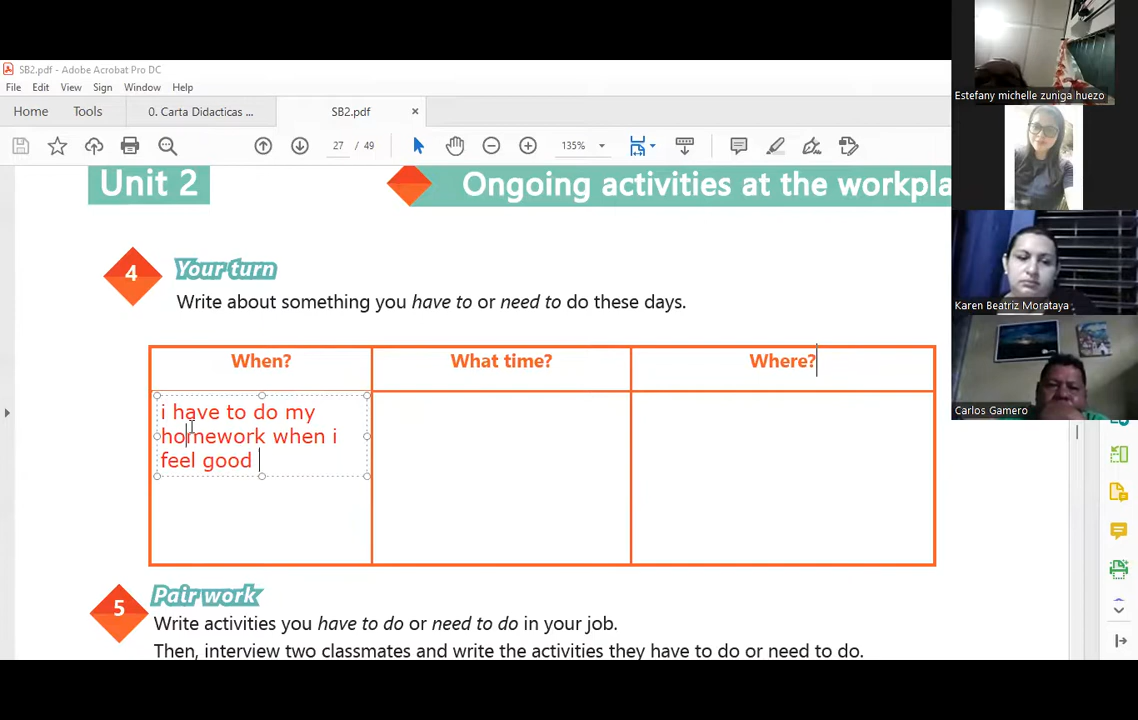 SB2.pdf - Adobe Acrobat Pro DC
File Edit View Sign Window Help
Home Tools 0. Carta Didacticas ... SB2.pdf ×
27 / 49 135%
Unit 2 Ongoing activities at the workpla
4 Your turn
Write about something you have to or need to do these days.
When? What time? Where?
i have to do my
homework when i
feel good
5 Pair work
Write activities you have to do or need to do in your job.
Then, interview two classmates and write the activities they have to do or need to do.
Estefany michelle zuniga huezo
Karen Beatriz Morataya
Carlos Gamero